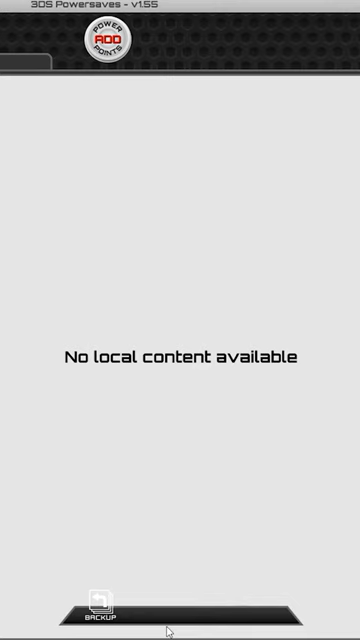 3DS Powersaves - v1.55
POWER
ADD
POINTS
No local content available
BACKUP